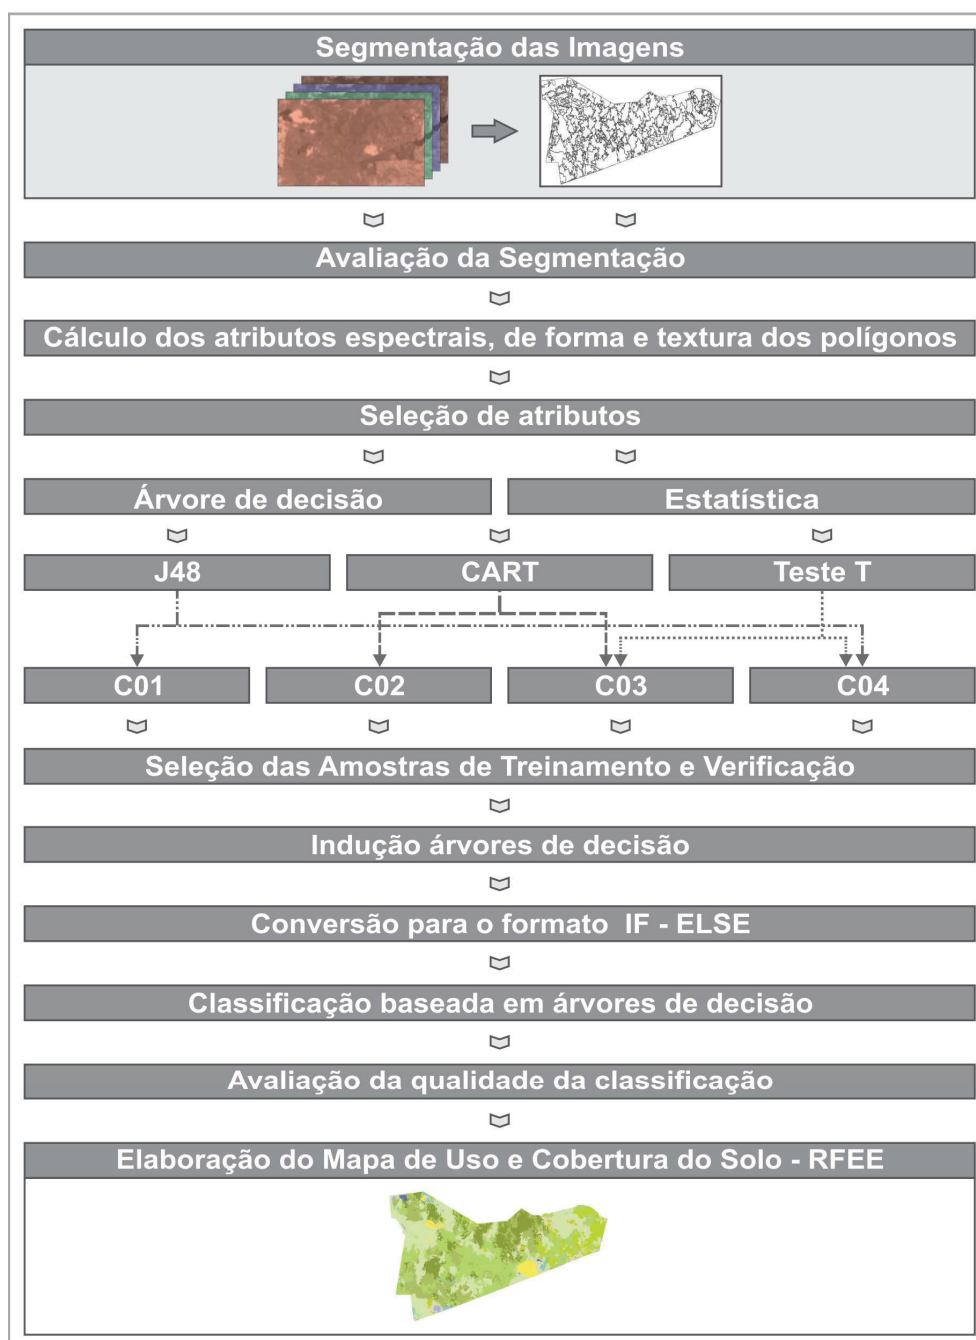 Segmentação das Imagens
Avaliação da Segmentação
Cálculo dos atributos espectrais, de forma e textura dos polígonos
Seleção de atributos
Árvore de decisão
Estatística
J48
CART
Teste T
C01
C02
C03
C04
Seleção das Amostras de Treinamento e Verificação
Indução árvores de decisão
Conversão para o formato  IF - ELSE
Classificação baseada em árvores de decisão
Avaliação da qualidade da classificação
Elaboração do Mapa de Uso e Cobertura do Solo - RFEE